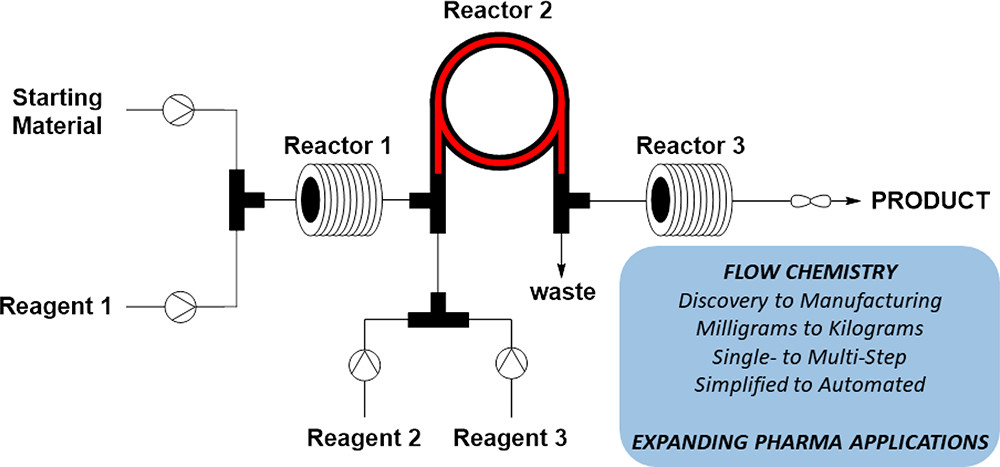 Reactor 2
Starting
Material
Reactor 1
Reactor 3
PRODUCT
Reagent 1
waste
Reagent 2
Reagent 3
FLOW CHEMISTRY
Discovery to Manufacturing
Milligrams to Kilograms
Single- to Multi-Step
Simplified to Automated
EXPANDING PHARMA APPLICATIONS